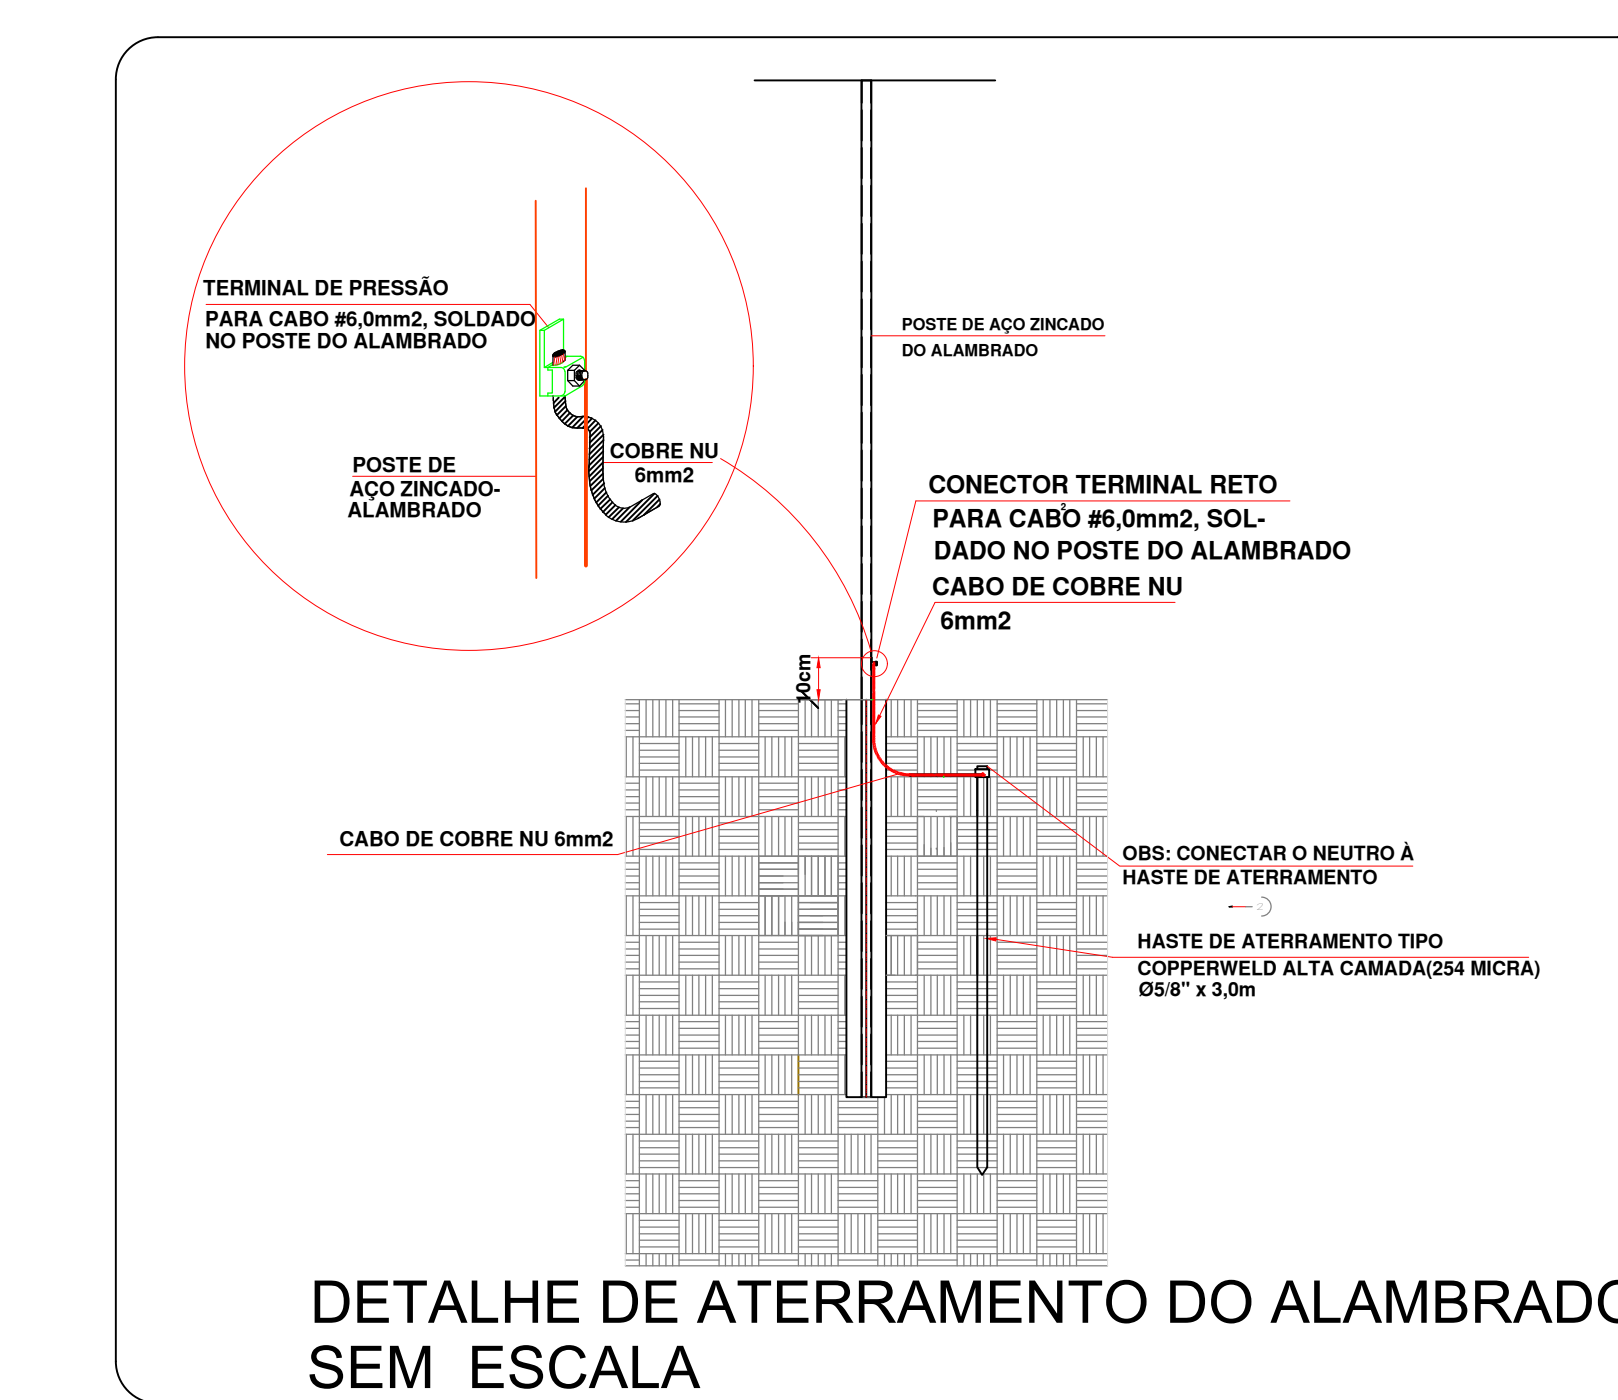 TERMINAL DE PRESSÃO
PARA CABO #6,0mm2, SOLDADO
NO POSTE DO ALAMBRADO
POSTE DE AÇO ZINCADO
DO ALAMBRADO
COBRE NU
6mm2
POSTE DE
AÇO ZINCADO-
ALAMBRADO
CONECTOR TERMINAL RETO
2
PARA CABO #6,0mm2, SOL-
DADO NO POSTE DO ALAMBRADO
CABO DE COBRE NU
6mm2
10cm
CABO DE COBRE NU 6mm2
OBS: CONECTAR O NEUTRO À
HASTE DE ATERRAMENTO
2
HASTE DE ATERRAMENTO TIPO
COPPERWELD ALTA CAMADA(254 MICRA)
Ø5/8" x 3,0m
DETALHE DE ATERRAMENTO DO ALAMBRADO
SEM ESCALA